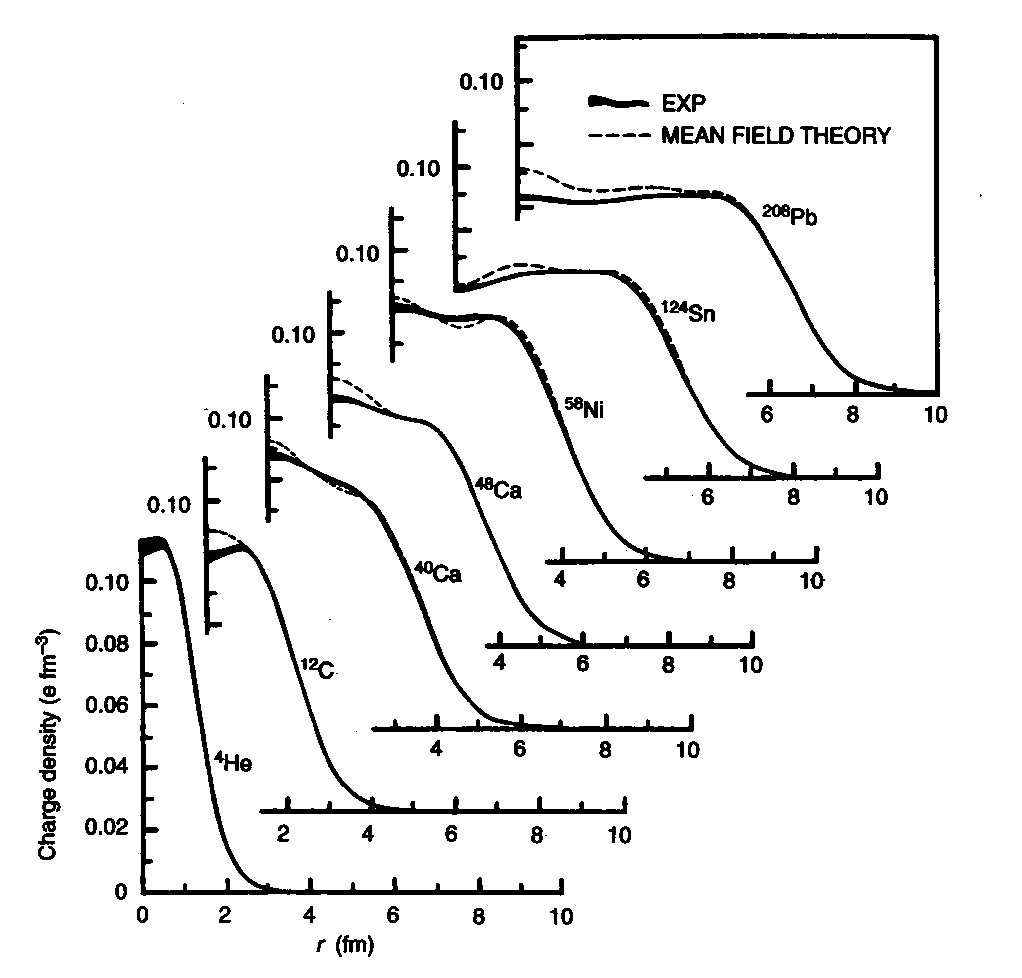 0.10
EXP
MEAN FIELD THEORY
0.10
²⁰⁸Pb
0.10
¹²⁴Sn
0.10
6 8 10
⁵⁸Ni
0.10
6 8 10
⁴⁸Ca
0.10
⁴⁰Ca
4 6 8 10
0.10
4 6 8 10
¹²C
0.08
0.06
4 6 8 10
⁴He
0.04
0.02
2 4 6 8 10
0
0 2 4 6 8 10
r (fm)
Charge density (e fm⁻³)